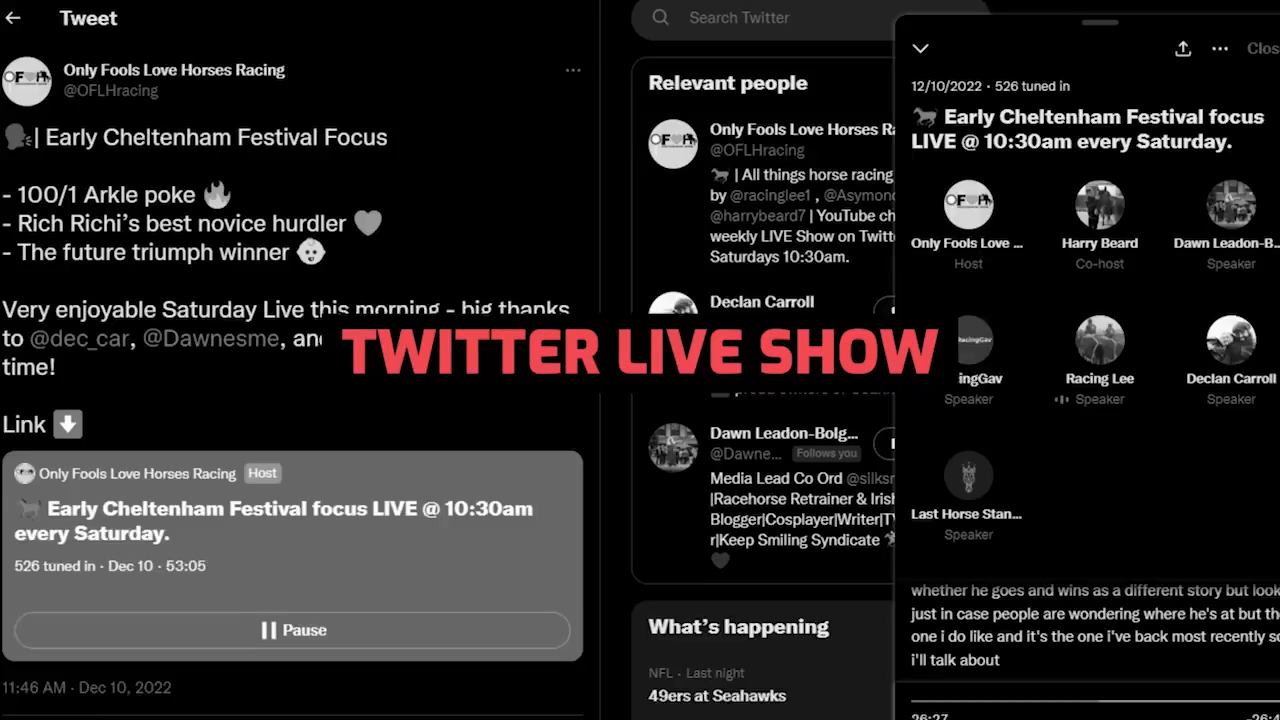 Tweet
Only Fools Love Horses Racing
@OFLHracing
| Early Cheltenham Festival Focus
- 100/1 Arkle poke 🔥
- Rich Richi’s best novice hurdler
- The future triumph winner
Very enjoyable Saturday Live this morning - big thanks
to @dec_car, @Dawnesme, and
time!
Link ⬇
Only Fools Love Horses Racing Host
Early Cheltenham Festival focus LIVE @ 10:30am
every Saturday.
526 tuned in · Dec 10 · 53:05
Pause
11:46 AM · Dec 10, 2022
TWITTER LIVE SHOW
Search Twitter
Relevant people
Only Fools Love Horses Ra
@OFLHracing
| All things horse racing
by @racinglee1 , @Asymon
@harrybeard7 | YouTube ch
weekly LIVE Show on Twitt
Saturdays 10:30am.
Declan Carroll
Dawn Leadon-Bolg...
@Dawne... Follows you
Media Lead Co Ord @silksr
|Racehorse Retrainer & Irish
Blogger|Cosplayer|Writer|TV
r|Keep Smiling Syndicate
What’s happening
NFL · Last night
49ers at Seahawks
Clos
12/10/2022 · 526 tuned in
Early Cheltenham Festival focus
LIVE @ 10:30am every Saturday.
OFLH
Only Fools Love ...
Host
Harry Beard
Co-host
Dawn Leadon-B...
Speaker
RacingGav
ingGav
Speaker
Racing Lee
Speaker
Declan Carroll
Speaker
Last Horse Stan...
Speaker
whether he goes and wins as a different story but look
just in case people are wondering where he's at but the
one i do like and it's the one i've back most recently so
i'll talk about
26:27
-26:4